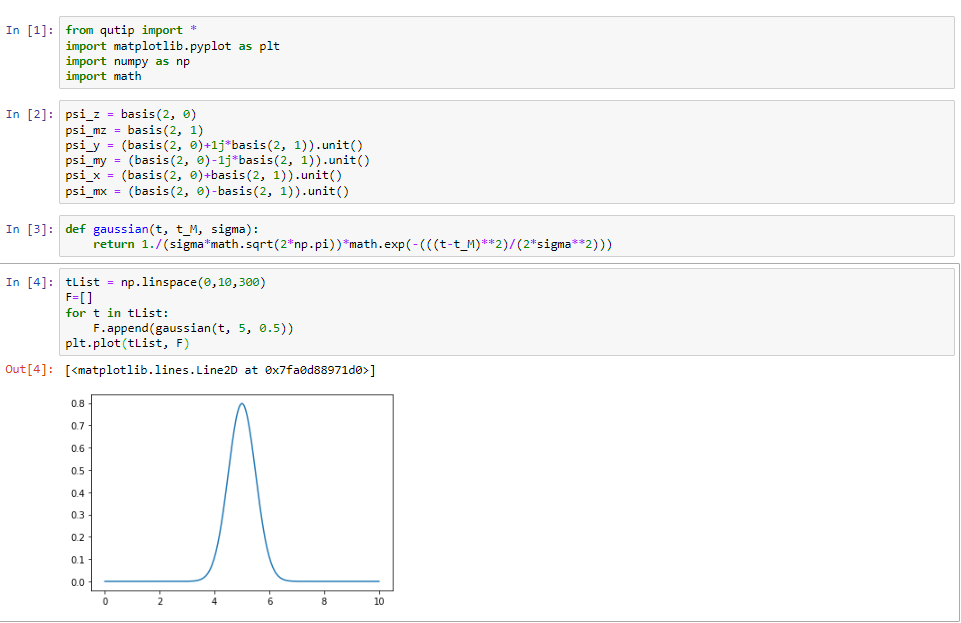 In [1]: from qutip import *
import matplotlib.pyplot as plt
import numpy as np
import math
In [2]: psi_z = basis(2, 0)
psi_mz = basis(2, 1)
psi_y = (basis(2, 0)+1j*basis(2, 1)).unit()
psi_my = (basis(2, 0)-1j*basis(2, 1)).unit()
psi_x = (basis(2, 0)+basis(2, 1)).unit()
psi_mx = (basis(2, 0)-basis(2, 1)).unit()
In [3]: def gaussian(t, t_M, sigma):
    return 1./(sigma*math.sqrt(2*np.pi))*math.exp(-(((t-t_M)**2)/(2*sigma**2)))
In [4]: tList = np.linspace(0,10,300)
F=[]
for t in tList:
    F.append(gaussian(t, 5, 0.5))
plt.plot(tList, F)
Out[4]: [<matplotlib.lines.Line2D at 0x7fa0d88971d0>]
0.8
0.7
0.6
0.5
0.4
0.3
0.2
0.1
0.0
0 2 4 6 8 10